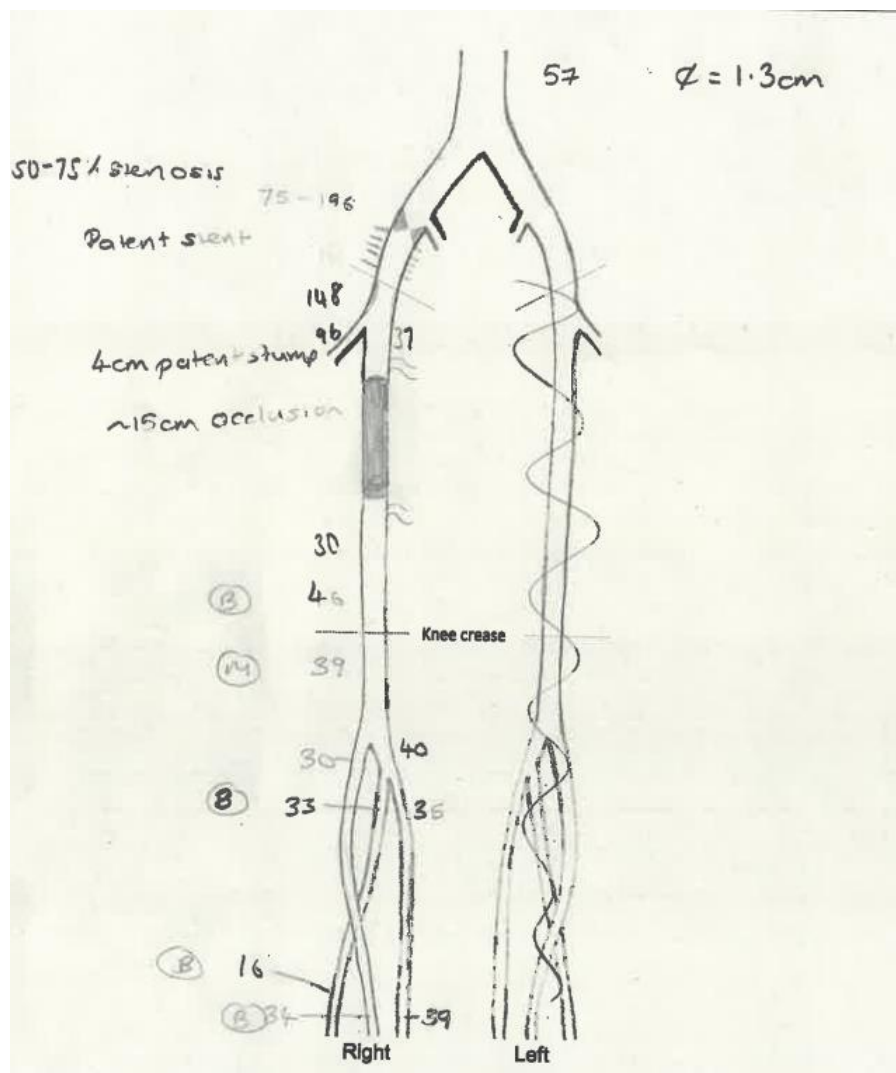 57 ȼ = 1.3cm
50-75% stenosis
75-196
Patent stent
148
96 37
4cm patent stump
~15cm occlusion
30
B 46
Knee crease
M 39
30 40
B 33 36
B 16
B 34 39
Right Left